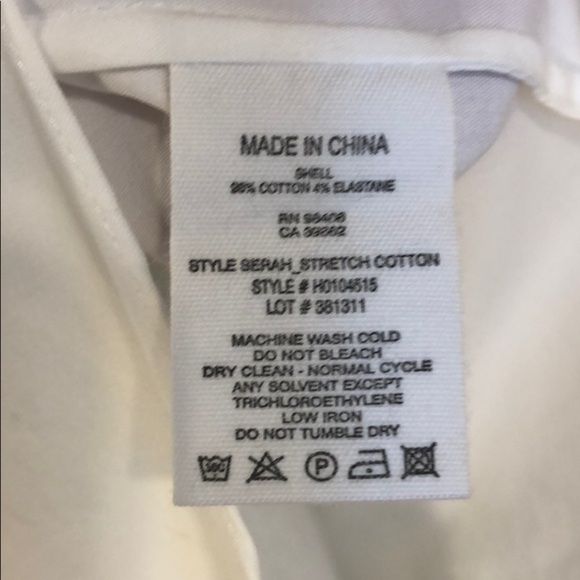 MADE IN CHINA
SHELL
96% COTTON 4% ELASTANE
RN 98408
CA 39862
STYLE SERAH_STRETCH COTTON
STYLE # H0104515
LOT # 381311
MACHINE WASH COLD
DO NOT BLEACH
DRY CLEAN - NORMAL CYCLE
ANY SOLVENT EXCEPT
TRICHLOROETHYLENE
LOW IRON
DO NOT TUMBLE DRY
P